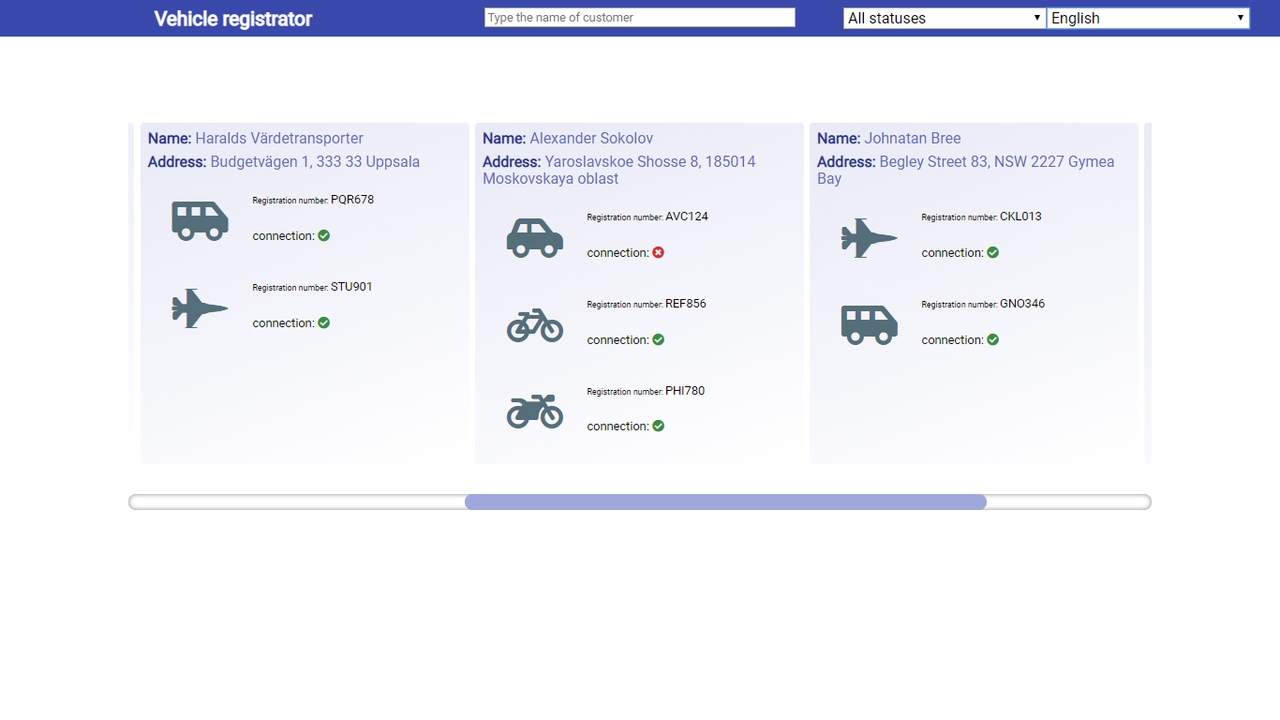 Vehicle registrator
Type the name of customer
All statuses
English
Name: Haralds Värdetransporter
Address: Budgetvägen 1, 333 33 Uppsala
Registration number: PQR678
connection:
Registration number: STU901
connection:
Name: Alexander Sokolov
Address: Yaroslavskoe Shosse 8, 185014
Moskovskaya oblast
Registration number: AVC124
connection:
Registration number: REF856
connection:
Registration number: PHI780
connection:
Name: Johnatan Bree
Address: Begley Street 83, NSW 2227 Gymea
Bay
Registration number: CKL013
connection:
Registration number: GNO346
connection: